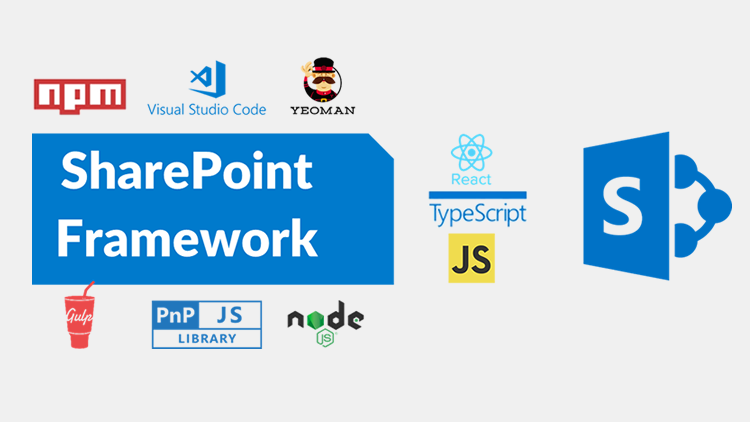 npm
Visual Studio Code
YEOMAN
SharePoint
Framework
React
TypeScript
JS
S
Gulp
PnP JS
LIBRARY
node
JS